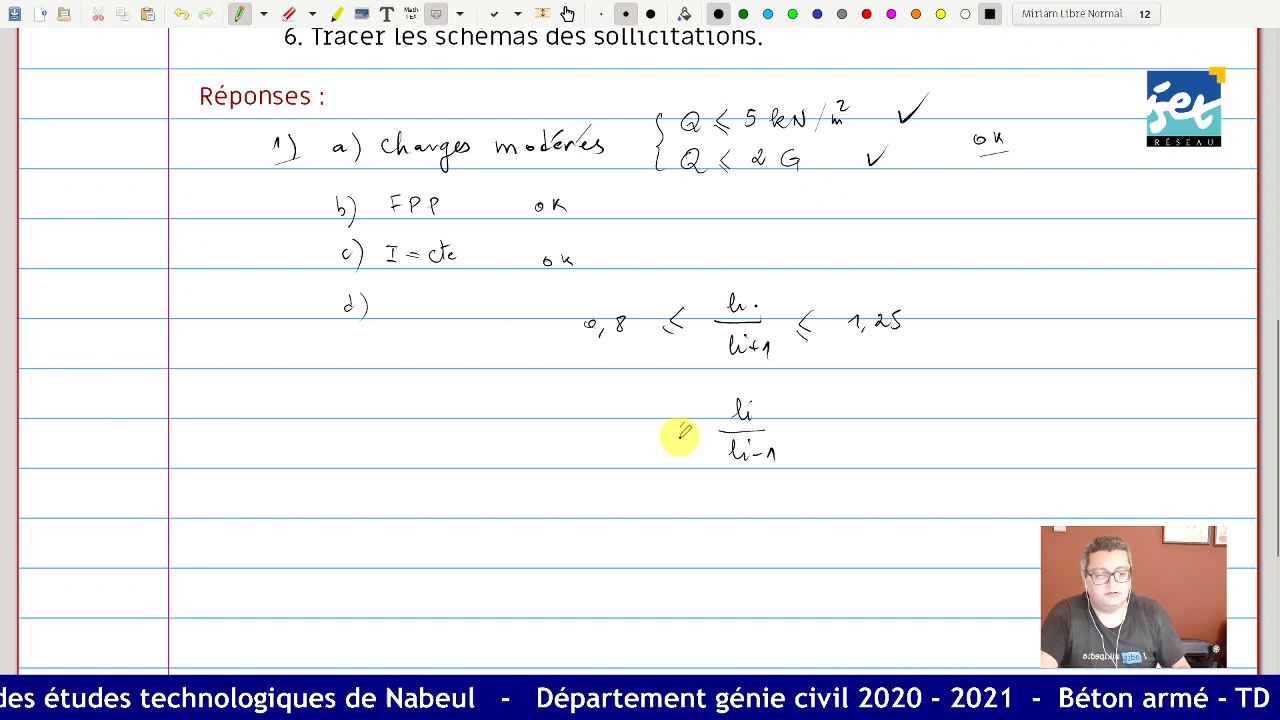 Miriam Libre Normal 12
6. Tracer les schémas des sollicitations.
Réponses :
1) a) Charges modérées { Q ⩽ 5 kN/m² ✓
Q ⩽ 2 G ✓ ok
b) FPP ok
c) I = cte ok
d) 0,8 ⩽ li / li+1 ⩽ 1,25
li / li-1
iset
RÉSEAU
des études technologiques de Nabeul - Département génie civil 2020 - 2021 - Béton armé - TD